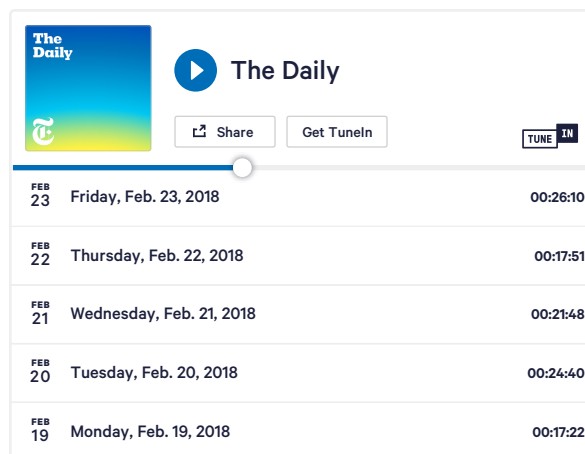 The
Daily
T
The Daily
Share
Get TuneIn
TUNE IN
FEB
23
Friday, Feb. 23, 2018
00:26:10
FEB
22
Thursday, Feb. 22, 2018
00:17:51
FEB
21
Wednesday, Feb. 21, 2018
00:21:48
FEB
20
Tuesday, Feb. 20, 2018
00:24:40
FEB
19
Monday, Feb. 19, 2018
00:17:22